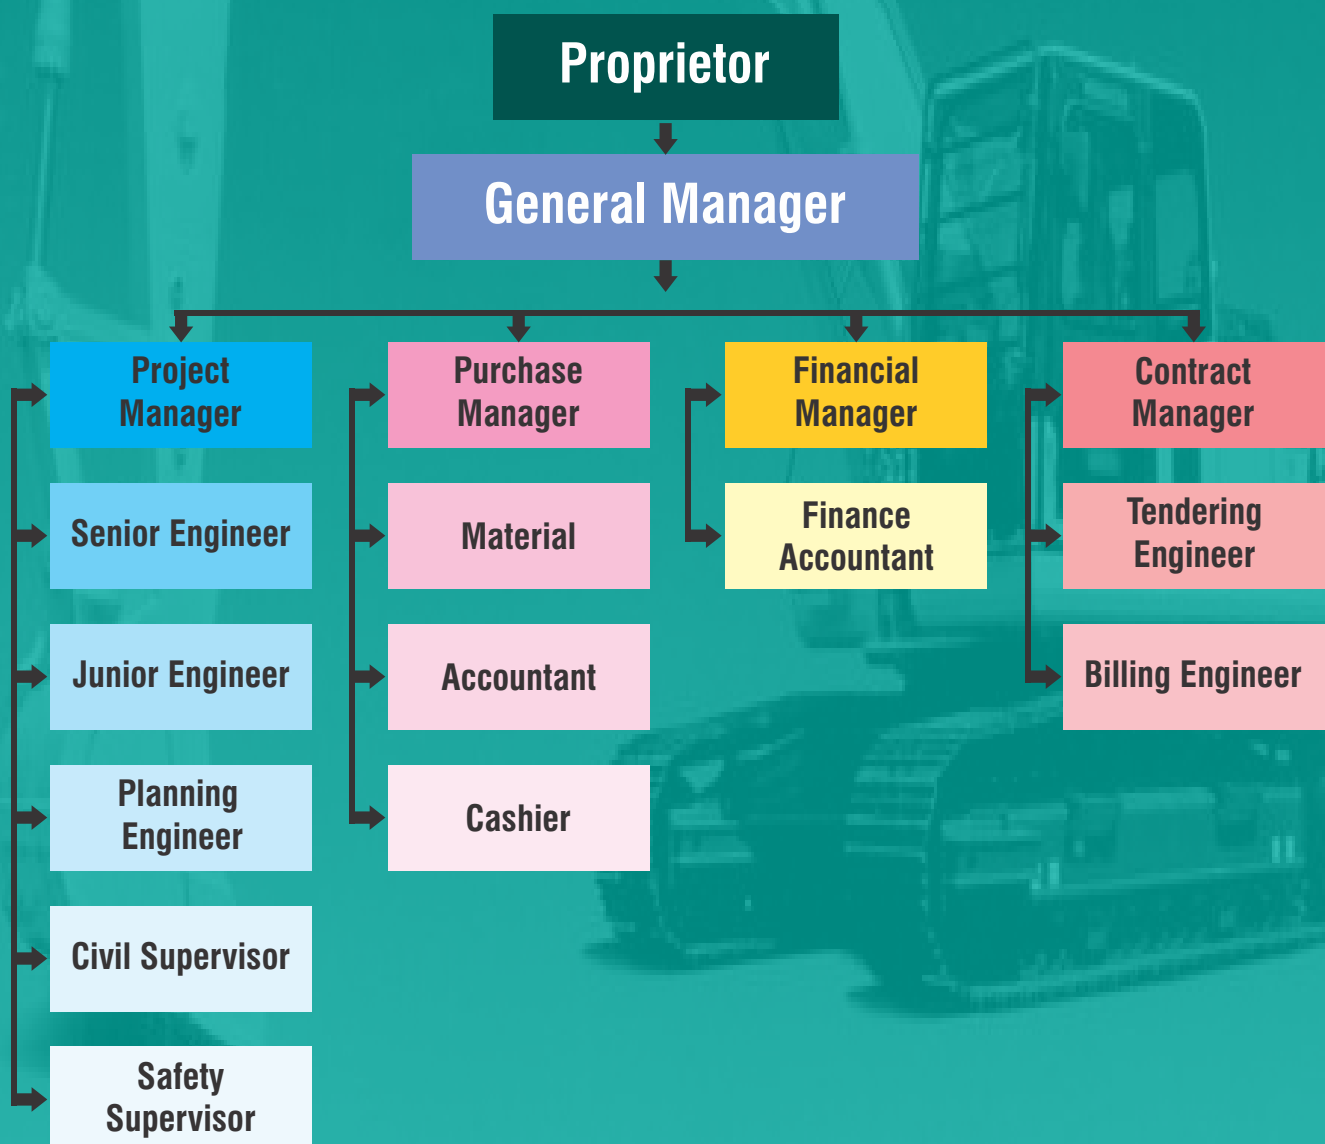 Proprietor
General Manager
Project
Manager
Senior Engineer
Junior Engineer
Planning
Engineer
Civil Supervisor
Safety
Supervisor
Purchase
Manager
Material
Accountant
Cashier
Financial
Manager
Finance
Accountant
Contract
Manager
Tendering
Engineer
Billing Engineer